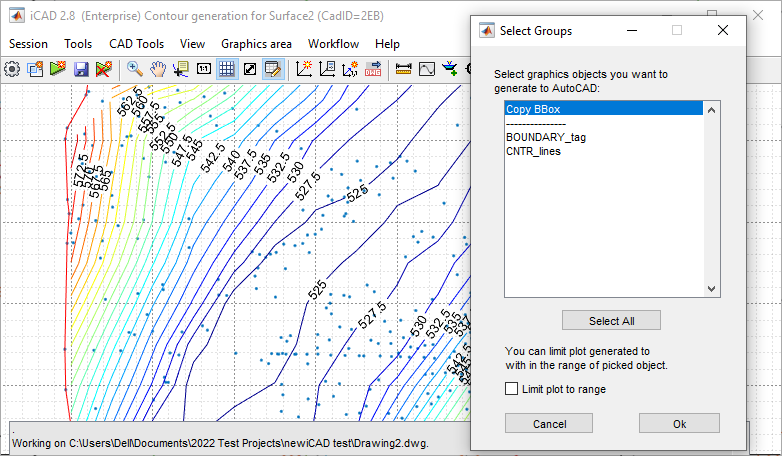 iCAD 2.8 (Enterprise) Contour generation for Surface2 (CadID=2EB)
Session Tools CAD Tools View Graphics area Workflow Help
1:1
562.5
560
557.5
555
552.5
550
547.5
545
542.5
540
537.5
535
532.5
530
527.5
525
572.5
570
567.5
565
525
527.5
530
532.5
535
537.5
542.5
545
.
Working on C:\Users\Dell\Documents\2022 Test Projects\newiCAD test\Drawing2.dwg.
Select Groups
Select graphics objects you want to
generate to AutoCAD:
Copy BBox
---------------
BOUNDARY_tag
CNTR_lines
Select All
You can limit plot generated to
with in the range of picked object.
Limit plot to range
Cancel Ok